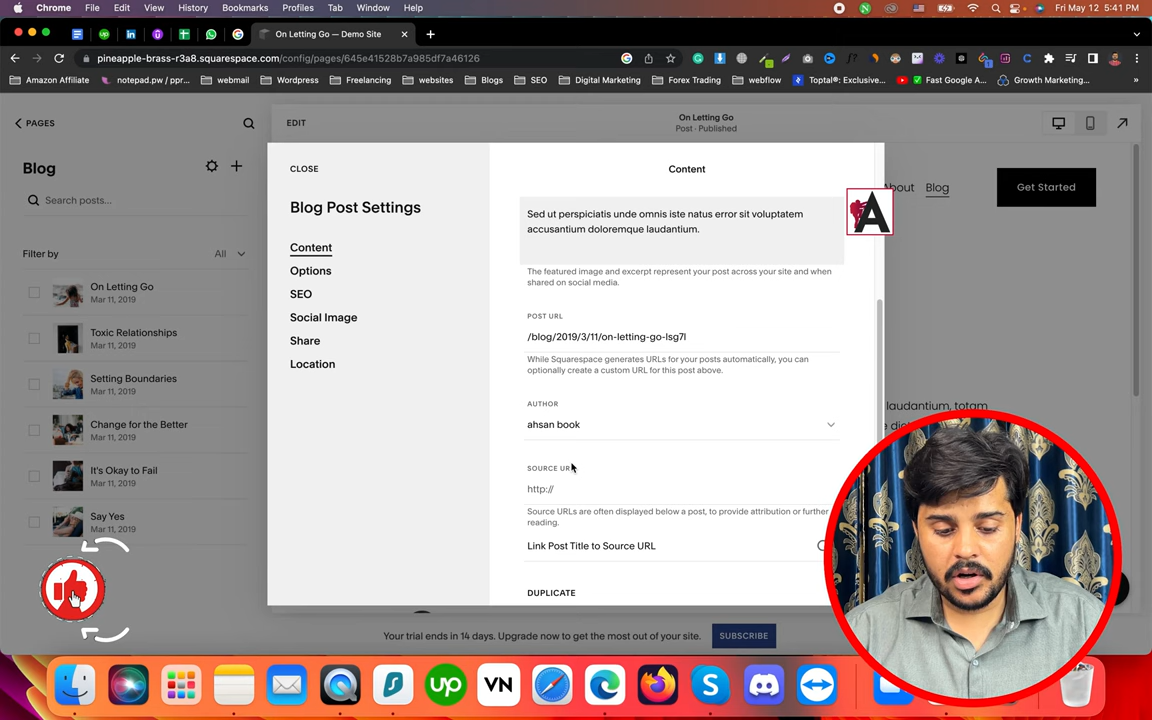 Chrome File Edit View History Bookmarks Profiles Tab Window Help
Fri May 12 5:41 PM
On Letting Go — Demo Site
pineapple-brass-r3a8.squarespace.com/config/pages/645e41528b7a985df7a46126
Amazon Affiliate
notepad.pw / ppr...
webmail
Wordpress
Freelancing
websites
Blogs
SEO
Digital Marketing
Forex Trading
webflow
Toptal®: Exclusive...
Fast Google A...
Growth Marketing...
PAGES
EDIT
On Letting Go
Post · Published
Blog
Search posts...
Filter by
All
On Letting Go
Mar 11, 2019
Toxic Relationships
Mar 11, 2019
Setting Boundaries
Mar 11, 2019
Change for the Better
Mar 11, 2019
It's Okay to Fail
Mar 11, 2019
Say Yes
Mar 11, 2019
CLOSE
Blog Post Settings
Content
Options
SEO
Social Image
Share
Location
Content
Sed ut perspiciatis unde omnis iste natus error sit voluptatem
accusantium doloremque laudantium.
The featured image and excerpt represent your post across your site and when
shared on social media.
POST URL
/blog/2019/3/11/on-letting-go-lsg7l
While Squarespace generates URLs for your posts automatically, you can
optionally create a custom URL for this post above.
AUTHOR
ahsan book
SOURCE UR
http://
Source URLs are often displayed below a post, to provide attribution or further
reading.
Link Post Title to Source URL
DUPLICATE
A
About
Blog
Get Started
laudantium, totam
Your trial ends in 14 days. Upgrade now to get the most out of your site.
SUBSCRIBE
up
VN